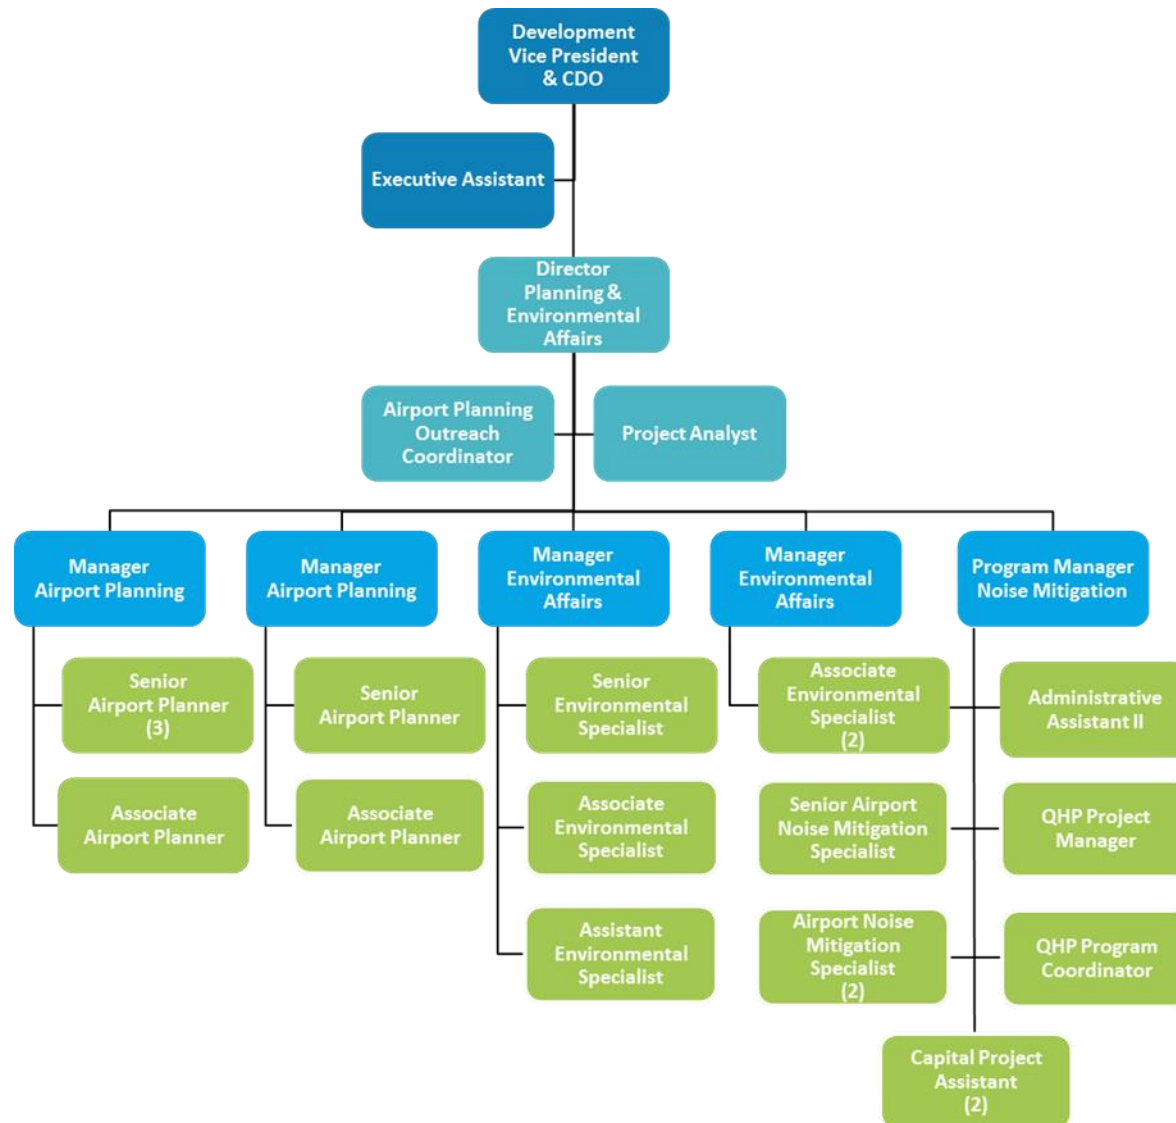 Development
Vice President
& CDO
Executive Assistant
Director
Planning &
Environmental
Affairs
Airport Planning
Outreach
Coordinator
Project Analyst
Manager
Airport Planning
Manager
Airport Planning
Manager
Environmental
Affairs
Manager
Environmental
Affairs
Program Manager
Noise Mitigation
Senior
Airport Planner
(3)
Senior
Airport Planner
Senior
Environmental
Specialist
Associate
Environmental
Specialist
(2)
Administrative
Assistant II
Associate
Airport Planner
Associate
Airport Planner
Associate
Environmental
Specialist
Senior Airport
Noise Mitigation
Specialist
QHP Project
Manager
Assistant
Environmental
Specialist
Airport Noise
Mitigation
Specialist
(2)
QHP Program
Coordinator
Capital Project
Assistant
(2)